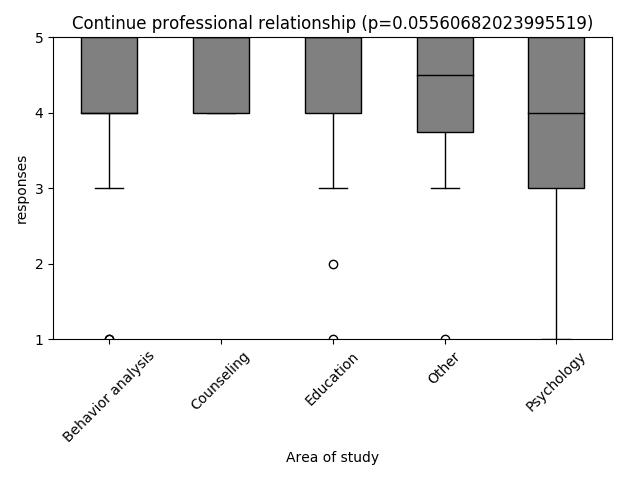 Continue professional relationship (p=0.05560682023995519)
5
4
3
2
1
responses
Behavior analysis
Counseling
Education
Other
Psychology
Area of study